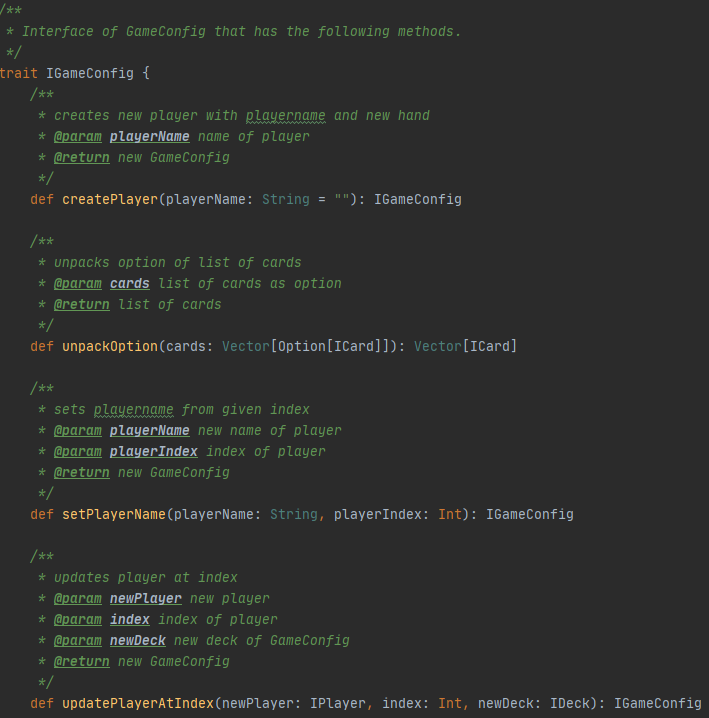 /**
 * Interface of GameConfig that has the following methods.
 */
trait IGameConfig {
    /**
     * creates new player with playername and new hand
     * @param playerName name of player
     * @return new GameConfig
     */
    def createPlayer(playerName: String = ""): IGameConfig

    /**
     * unpacks option of list of cards
     * @param cards list of cards as option
     * @return list of cards
     */
    def unpackOption(cards: Vector[Option[ICard]]): Vector[ICard]

    /**
     * sets playername from given index
     * @param playerName new name of player
     * @param playerIndex index of player
     * @return new GameConfig
     */
    def setPlayerName(playerName: String, playerIndex: Int): IGameConfig

    /**
     * updates player at index
     * @param newPlayer new player
     * @param index index of player
     * @param newDeck new deck of GameConfig
     * @return new GameConfig
     */
    def updatePlayerAtIndex(newPlayer: IPlayer, index: Int, newDeck: IDeck): IGameConfig